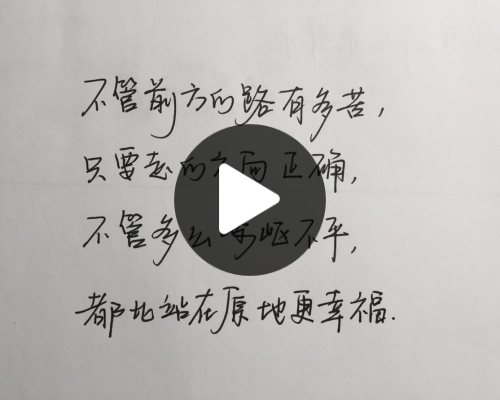 不管前方的路有多苦，
只要走的方向正确，
不管多么崎岖不平，
都比站在原地更幸福.